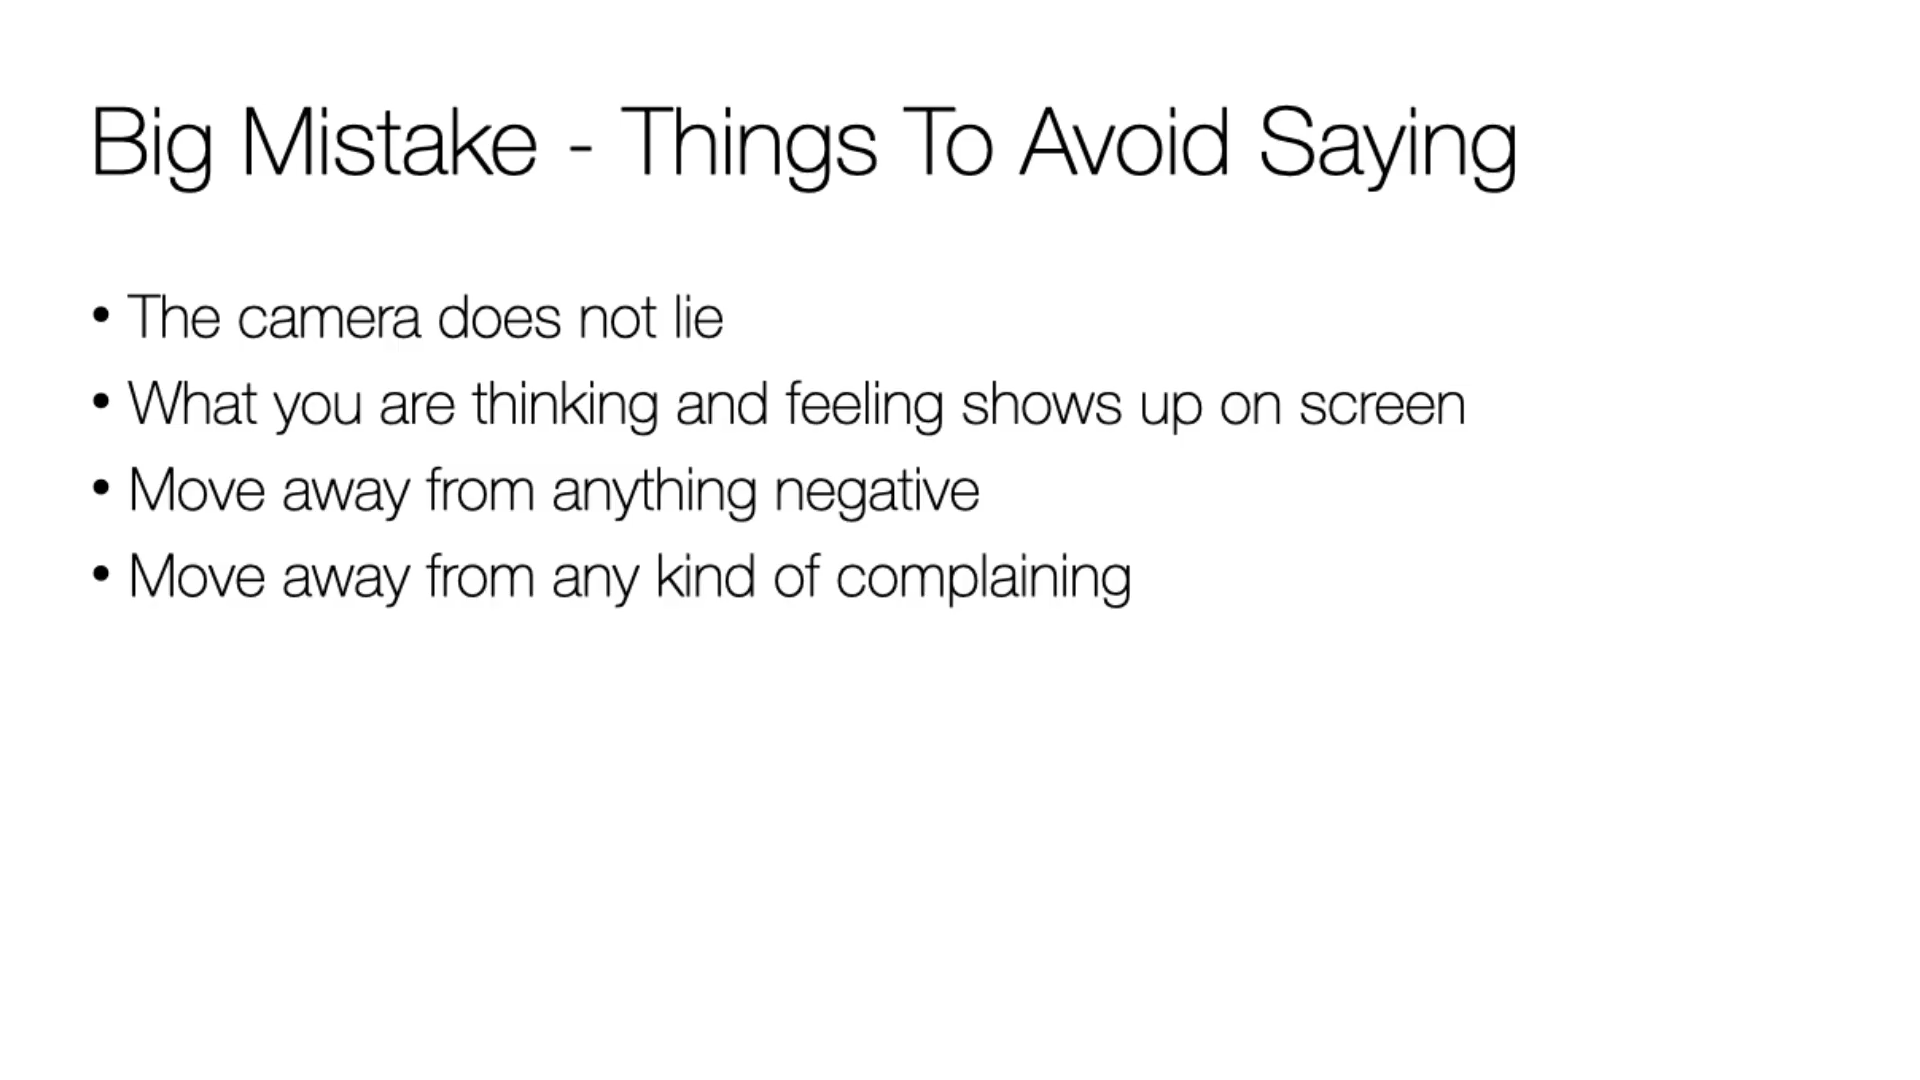 Big Mistake - Things To Avoid Saying
• The camera does not lie
• What you are thinking and feeling shows up on screen
• Move away from anything negative
• Move away from any kind of complaining